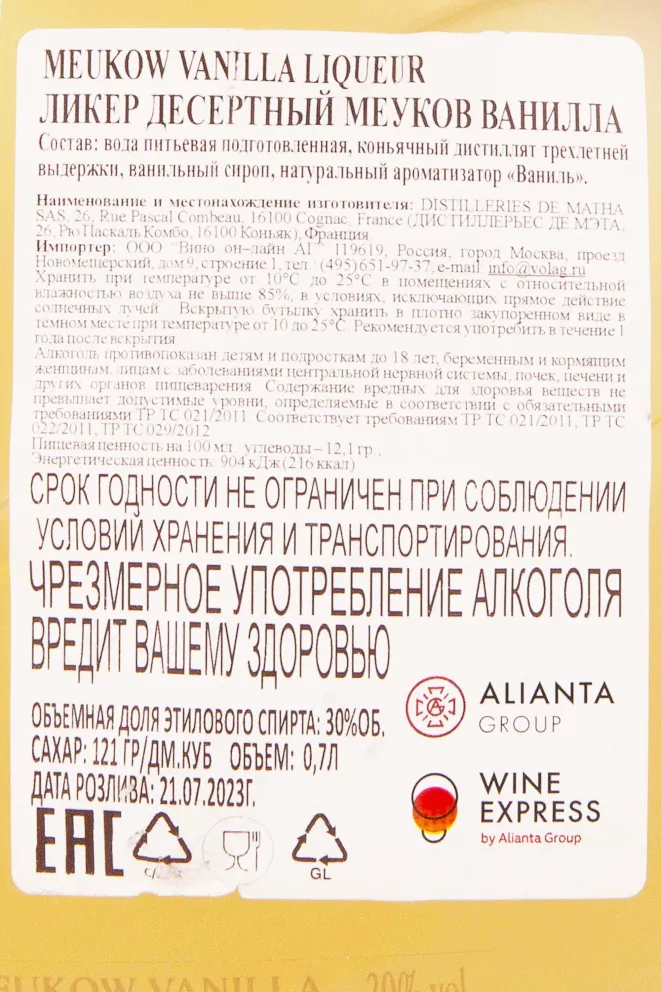 MEUKOW VANILLA LIQUEUR
ЛИКЕР ДЕСЕРТНЫЙ МЕУКОВ ВАНИЛЛА
Состав: вода питьевая подготовленная, коньячный дистиллят трехлетней
выдержки, ванильный сироп, натуральный ароматизатор «Ваниль».
Наименование и местонахождение изготовителя: DISTILLERIES DE MATHA
SAS, 26, Rue Pascal Combeau, 16100 Cognac, France (ДИСТИЛЛЕРЬЕС ДЕ МЭТА,
26, Рю Паскаль Комбо, 16100 Коньяк), Франция
Импортер: ООО "Вино он-лайн АГ" 119619, Россия, город Москва, проезд
Новомещерский, дом 9, строение 1, тел.: (495)651-97-37, e-mail: info@volag.ru
Хранить при температуре от 10°С до 25°С в помещениях с относительной
влажностью воздуха не выше 85%, в условиях, исключающих прямое действие
солнечных лучей. Вскрытую бутылку хранить в плотно закупоренном виде в
темном месте при температуре от 10 до 25°С. Рекомендуется употребить в течение 1
года после вскрытия
Алкоголь противопоказан детям и подросткам до 18 лет, беременным и кормящим
женщинам, лицам с заболеваниями центральной нервной системы, почек, печени и
других органов пищеварения. Содержание вредных для здоровья веществ не
превышает допустимые уровни, определяемые в соответствии с обязательными
требованиями ТР ТС 021/2011. Соответствует требованиям ТР ТС 021/2011, ТР ТС
022/2011, ТР ТС 029/2012
Пищевая ценность на 100 мл: углеводы – 12,1 гр.;
Энергетическая ценность: 904 кДж (216 ккал)
СРОК ГОДНОСТИ НЕ ОГРАНИЧЕН ПРИ СОБЛЮДЕНИИ
УСЛОВИЙ ХРАНЕНИЯ И ТРАНСПОРТИРОВАНИЯ.
ЧРЕЗМЕРНОЕ УПОТРЕБЛЕНИЕ АЛКОГОЛЯ
ВРЕДИТ ВАШЕМУ ЗДОРОВЬЮ
ОБЪЕМНАЯ ДОЛЯ ЭТИЛОВОГО СПИРТА: 30%ОБ.
САХАР: 121 ГР/ДМ.КУБ ОБЪЕМ: 0,7Л
ДАТА РОЗЛИВА: 21.07.2023Г.
ALIANTA
GROUP
WINE
EXPRESS
by Alianta Group
EAC
GL
MEUKOW VANILLA 30% vol